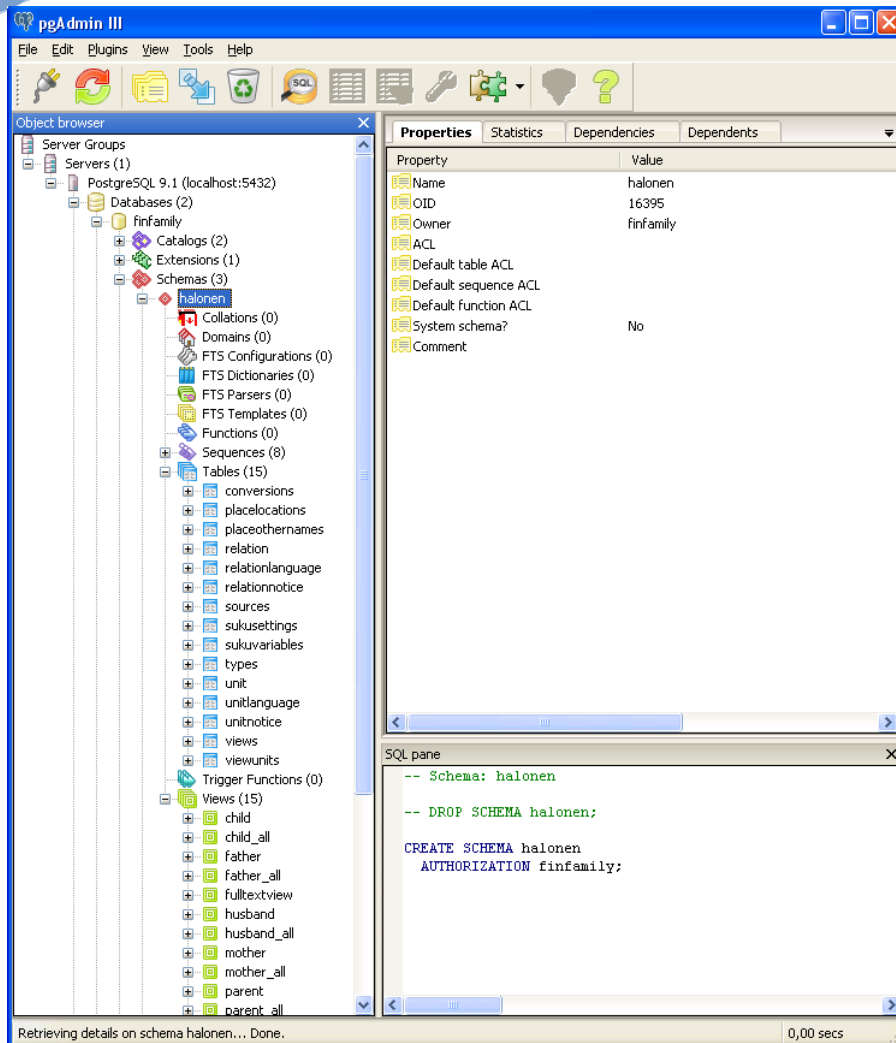 pgAdmin III
File Edit Plugins View Tools Help
SQL
Object browser
Server Groups
Servers (1)
PostgreSQL 9.1 (localhost:5432)
Databases (2)
finfamily
Catalogs (2)
Extensions (1)
Schemas (3)
halonen
Collations (0)
Domains (0)
FTS Configurations (0)
FTS Dictionaries (0)
FTS Parsers (0)
FTS Templates (0)
Functions (0)
Sequences (8)
Tables (15)
conversions
placelocations
placeothernames
relation
relationlanguage
relationnotice
sources
sukusettings
sukuvariables
types
unit
unitlanguage
unitnotice
views
viewunits
Trigger Functions (0)
Views (15)
child
child_all
father
father_all
fulltextview
husband
husband_all
mother
mother_all
parent
parent_all
Properties Statistics Dependencies Dependents
Property Value
Name halonen
OID 16395
Owner finfamily
ACL
Default table ACL
Default sequence ACL
Default function ACL
System schema? No
Comment
SQL pane
-- Schema: halonen
-- DROP SCHEMA halonen;
CREATE SCHEMA halonen
AUTHORIZATION finfamily;
Retrieving details on schema halonen... Done. 0,00 secs